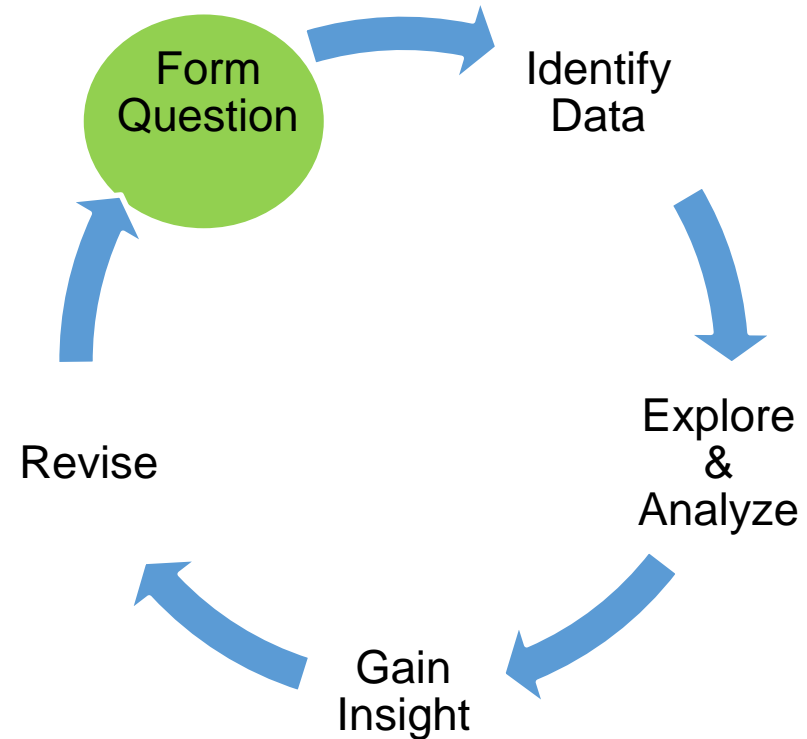 Form
Question
Identify
Data
Explore
&
Analyze
Gain
Insight
Revise